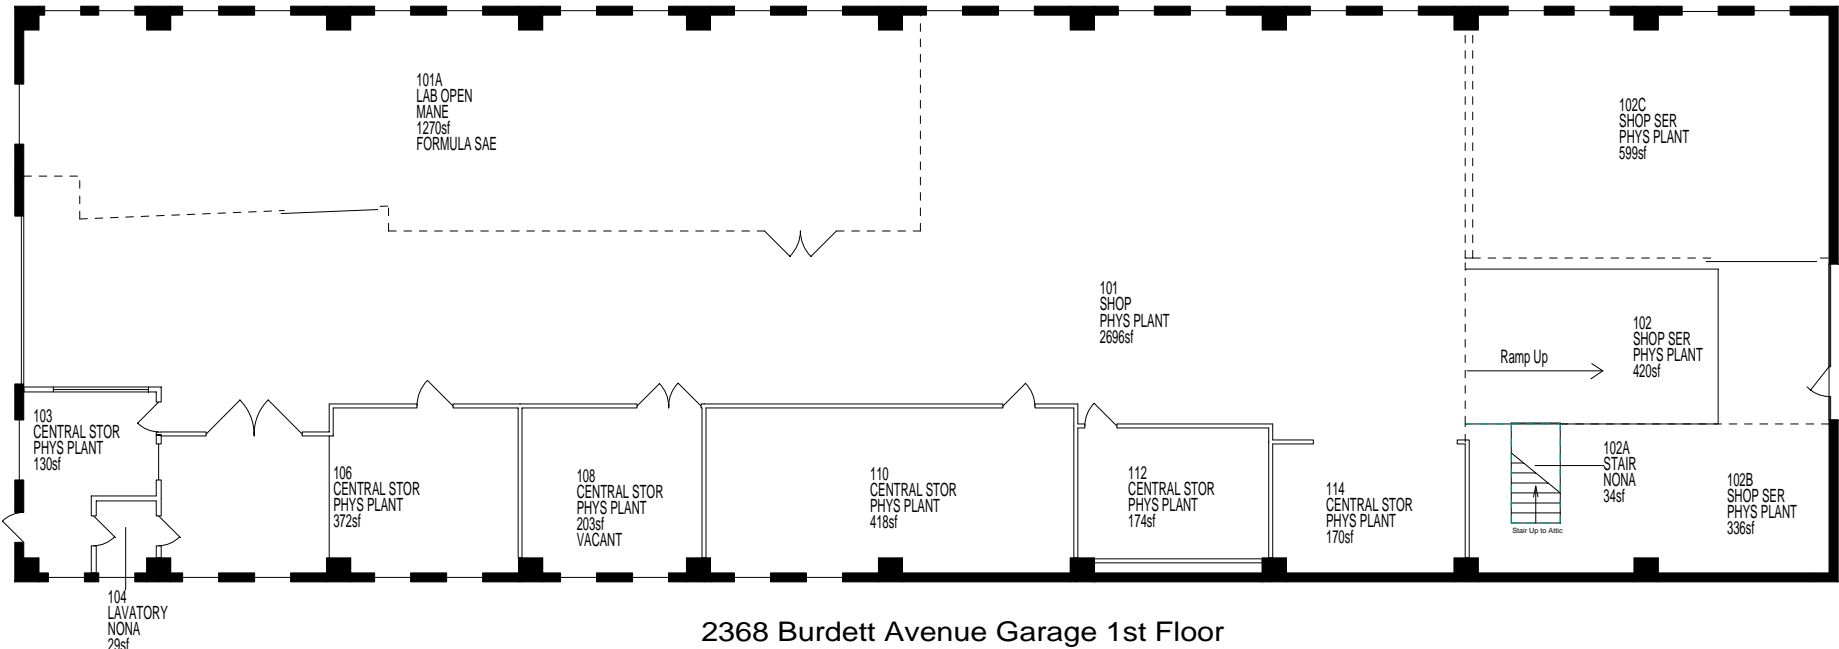 101A
LAB OPEN
MANE
1270sf
FORMULA SAE
102C
SHOP SER
PHYS PLANT
599sf
101
SHOP
PHYS PLANT
2696sf
102
SHOP SER
PHYS PLANT
420sf
Ramp Up
103
CENTRAL STOR
PHYS PLANT
130sf
106
CENTRAL STOR
PHYS PLANT
372sf
108
CENTRAL STOR
PHYS PLANT
203sf
VACANT
110
CENTRAL STOR
PHYS PLANT
418sf
112
CENTRAL STOR
PHYS PLANT
174sf
114
CENTRAL STOR
PHYS PLANT
170sf
102A
STAIR
NONA
34sf
102B
SHOP SER
PHYS PLANT
336sf
Stair Up to Attic
104
LAVATORY
NONA
29sf
2368 Burdett Avenue Garage 1st Floor